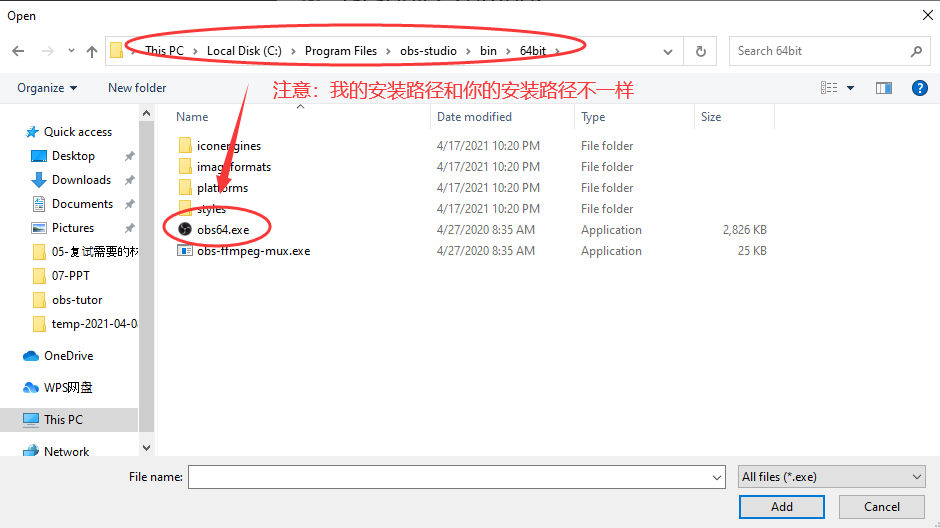 Open
This PC > Local Disk (C:) > Program Files > obs-studio > bin > 64bit >
Search 64bit
Organize New folder
注意：我的安装路径和你的安装路径不一样
Name Date modified Type Size
Quick access
Desktop
Downloads
Documents
Pictures
05-复试需要的材
07-PPT
obs-tutor
temp-2021-04-0
OneDrive
WPS网盘
This PC
Network
iconengines 4/17/2021 10:20 PM File folder
imageformats 4/17/2021 10:20 PM File folder
platforms 4/17/2021 10:20 PM File folder
styles 4/17/2021 10:20 PM File folder
obs64.exe 4/27/2020 8:35 AM Application 2,826 KB
obs-ffmpeg-mux.exe 4/27/2020 8:35 AM Application 25 KB
File name:
All files (*.exe)
Add Cancel